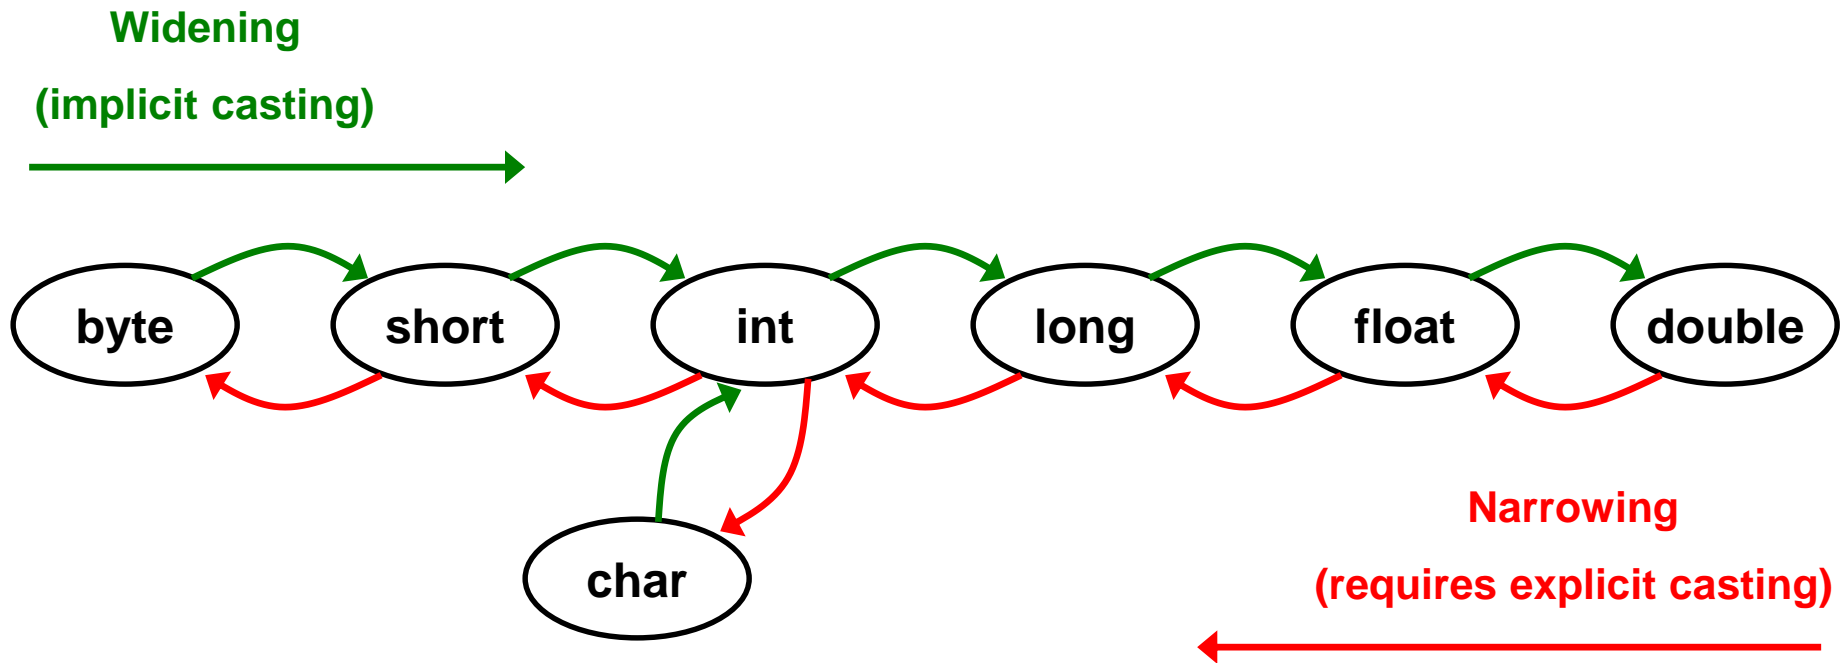 Widening
(implicit casting)
byte
short
int
long
float
double
char
Narrowing
(requires explicit casting)